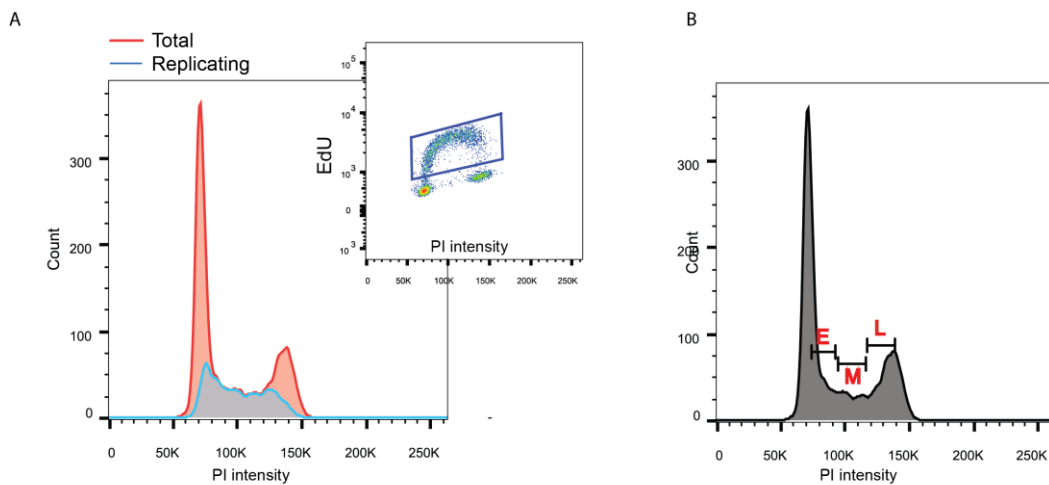 A
B
Total
Replicating
Count
300
200
100
0
0 50K 100K 150K 200K 250K
PI intensity
EdU
10^5
10^4
10^3
0
10^3
PI intensity
0 50K 100K 150K 200K 250K
-
Count
300
200
100
0
E
M
L
0 50K 100K 150K 200K 250K
PI intensity